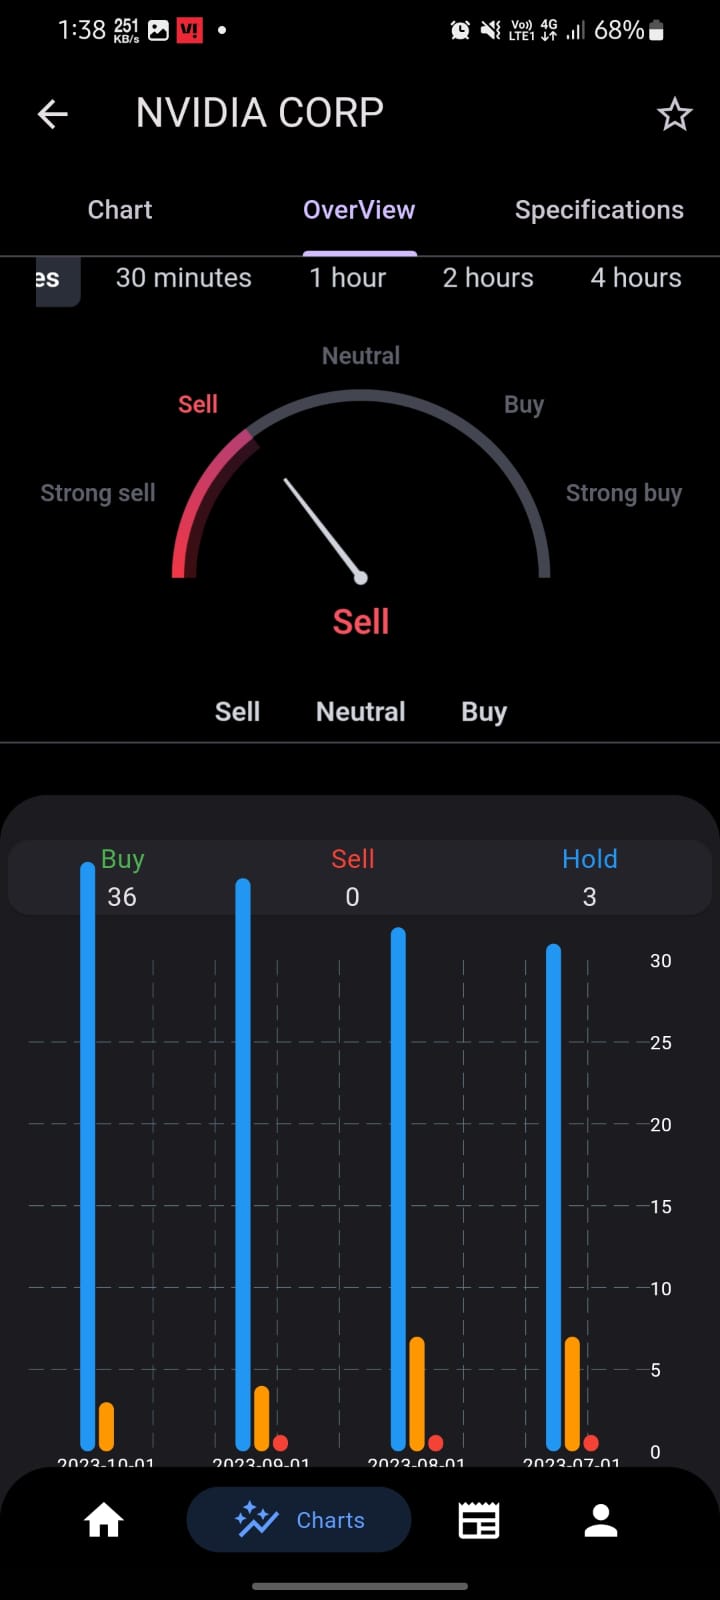 1:38 251 KB/s V! Vo)) LTE1 4G 68%
NVIDIA CORP
Chart OverView Specifications
es 30 minutes 1 hour 2 hours 4 hours
Neutral
Sell Buy
Strong sell Strong buy
Sell
Sell Neutral Buy
Buy Sell Hold
36 0 3
30
25
20
15
10
5
0
2023-10-01 2023-09-01 2023-08-01 2023-07-01
Charts